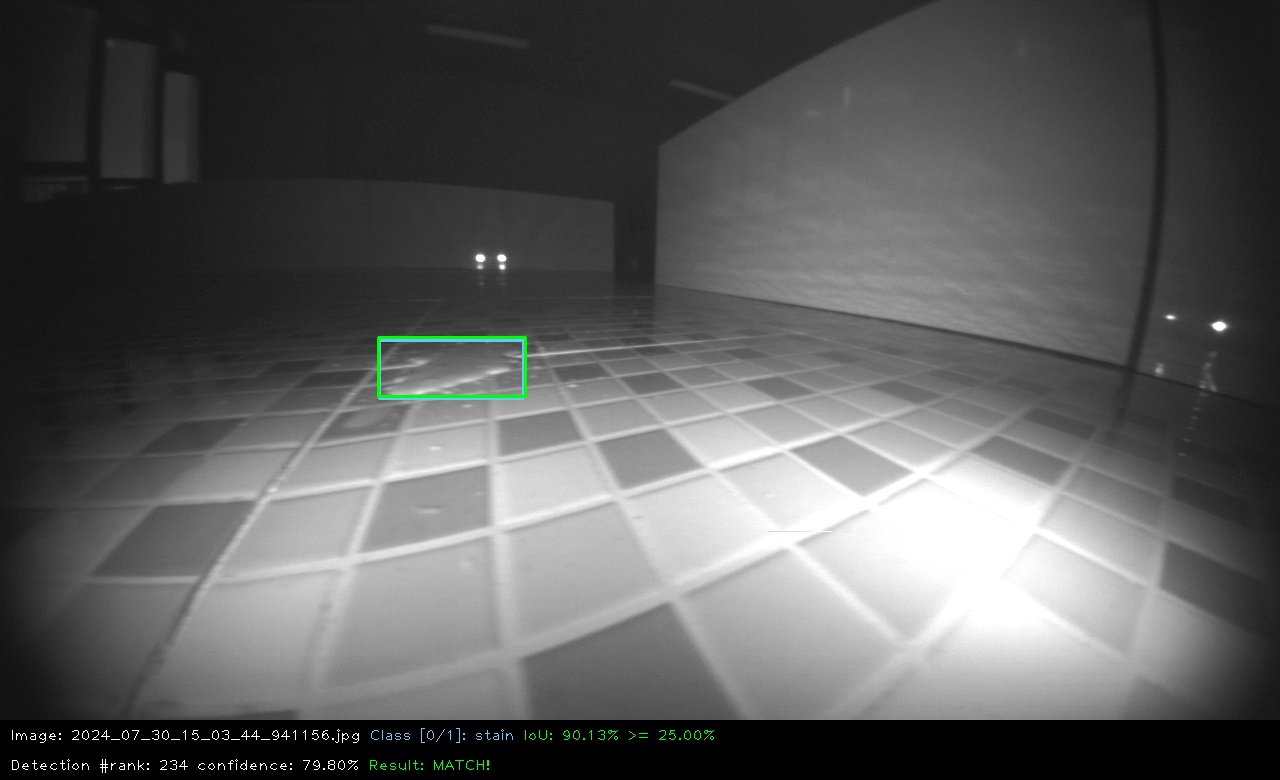 Image: 2024_07_30_15_03_44_941156.jpg Class [0/1]: stain IoU: 90.13% >= 25.00%
Detection #rank: 234 confidence: 79.80% Result: MATCH!